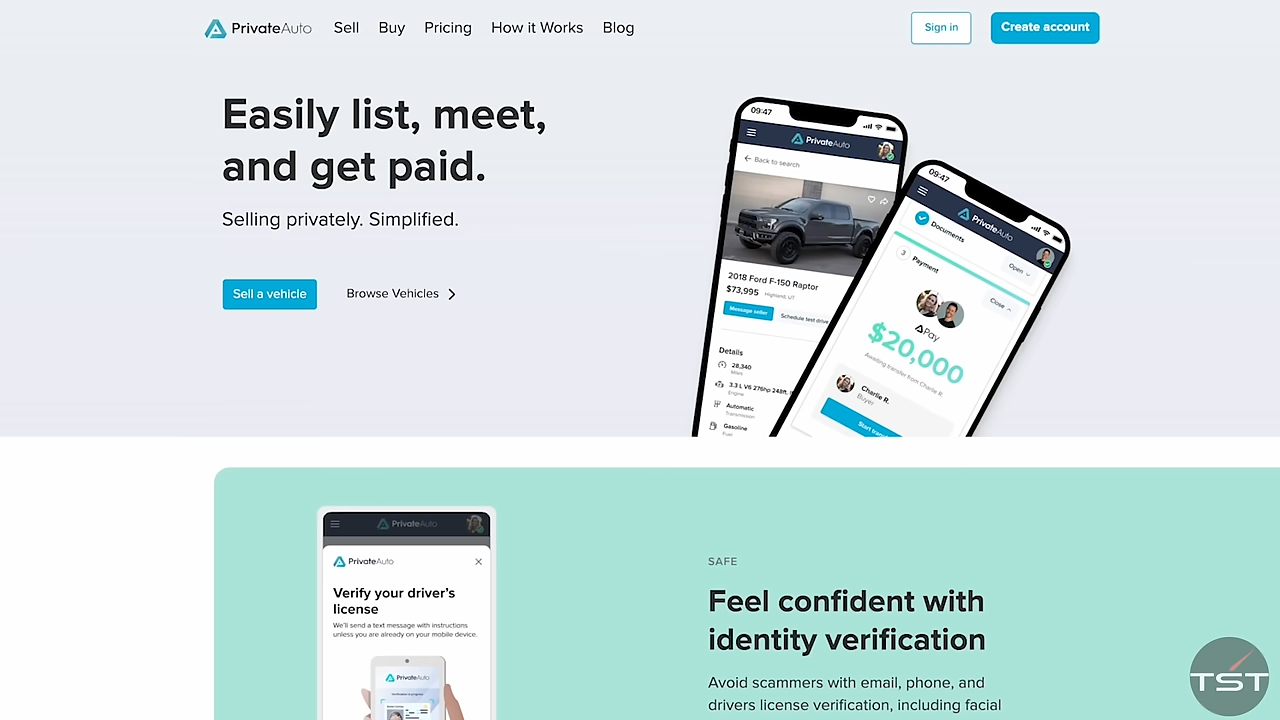 PrivateAuto Sell Buy Pricing How it Works Blog Sign in Create account
Easily list, meet,
and get paid.
Selling privately. Simplified.
Sell a vehicle Browse Vehicles
09:47
PrivateAuto
Back to search
2018 Ford F-150 Raptor
$73,995 Highland, UT
Message seller Schedule test drive
Details
28,340
Miles
3.3 L V6 276hp 248ft.
Engine
Automatic
Transmission
Gasoline
Fuel
09:47
PrivateAuto
Documents
Open
3 Payment
Close
Pay
$20,000
Awaiting transfer from Charlie R.
Charlie R.
Buyer
Start
PrivateAuto
PrivateAuto
Verify your driver's
license
We'll send a text message with instructions
unless you are already on your mobile device.
PrivateAuto
SAFE
Feel confident with
identity verification
Avoid scammers with email, phone, and
drivers license verification, including facial
TST